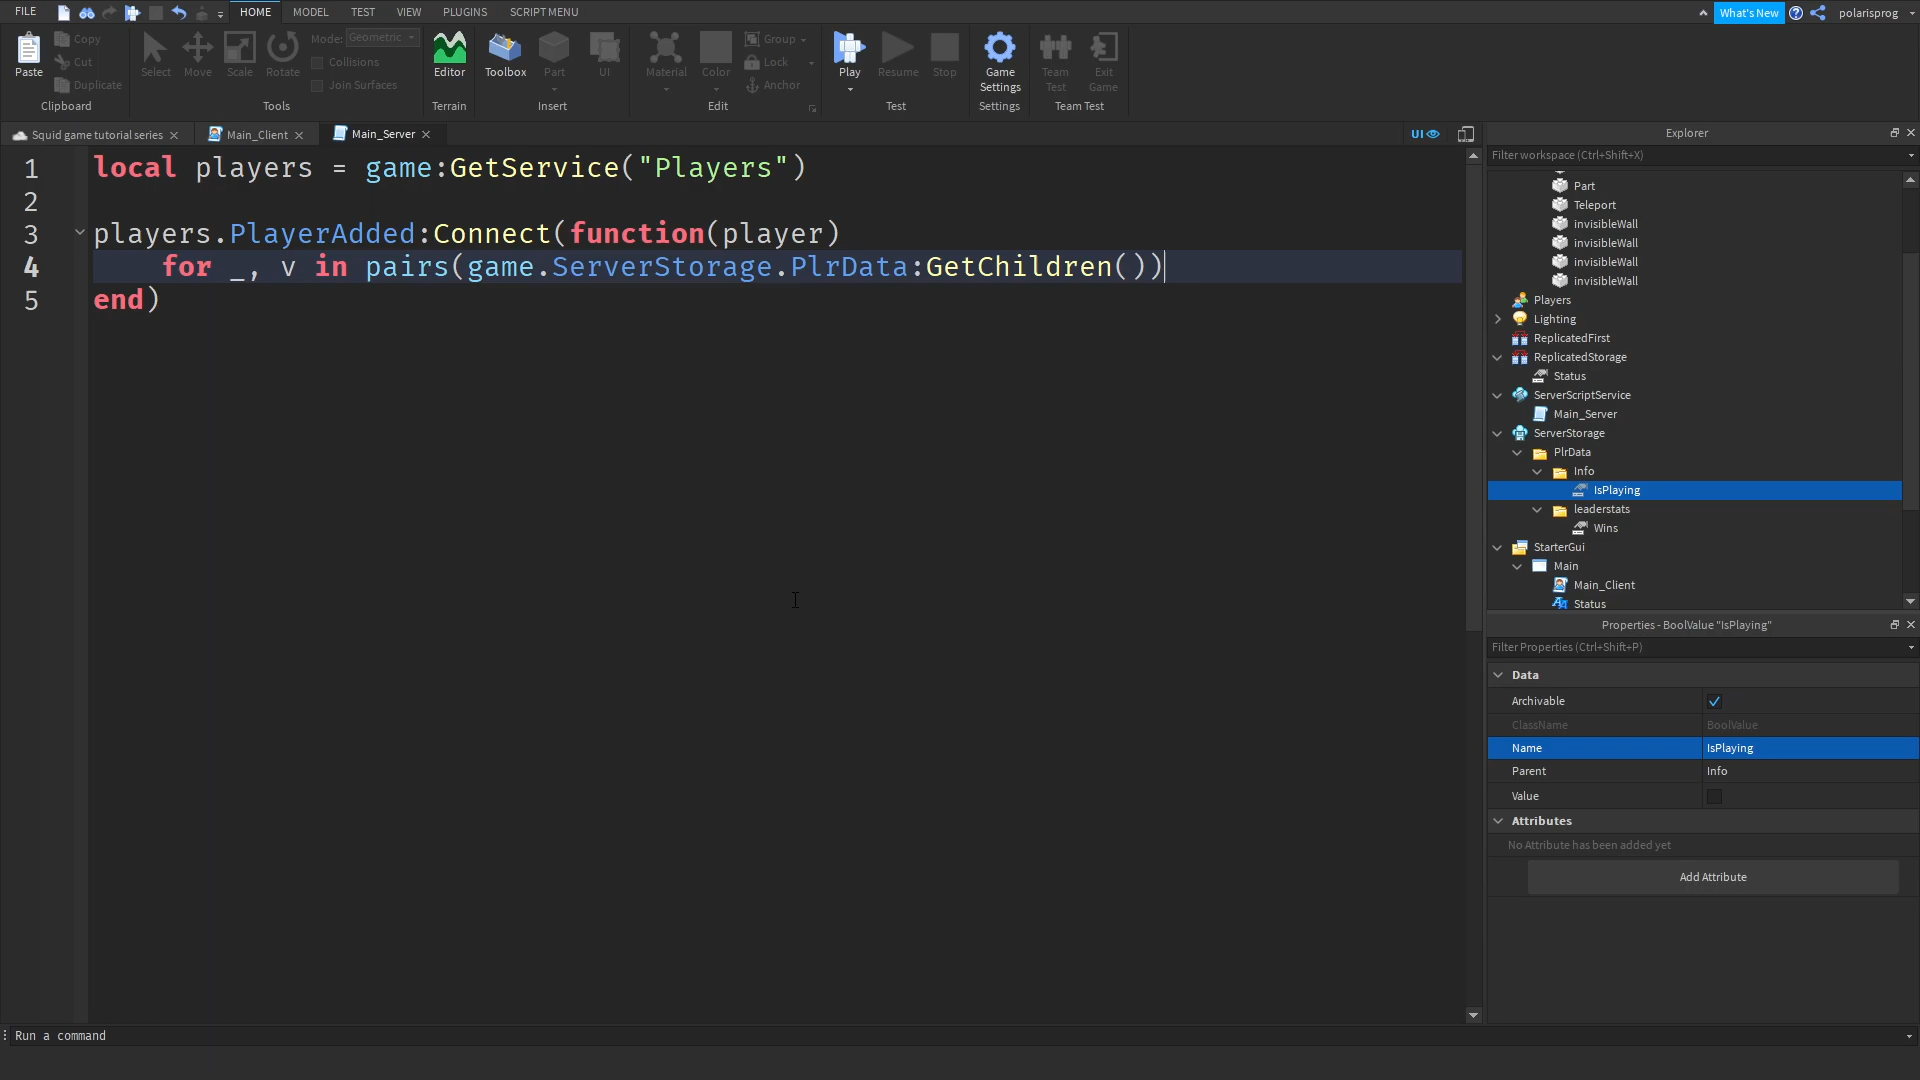 FILE HOME MODEL TEST VIEW PLUGINS SCRIPT MENU What's New polarisprog
Paste Copy Cut Duplicate Clipboard
Select Move Scale Rotate Mode: Geometric Collisions Join Surfaces Tools
Editor Terrain
Toolbox Part UI Insert
Material Color Group Lock Anchor Edit
Play Resume Stop Test
Game Settings Settings
Team Test Exit Game Team Test
Squid game tutorial series Main_Client Main_Server UI
1 local players = game:GetService("Players")
2
3 players.PlayerAdded:Connect(function(player)
4 for _, v in pairs(game.ServerStorage.PlrData:GetChildren())
5 end)
Explorer
Filter workspace (Ctrl+Shift+X)
Part
Teleport
invisibleWall
invisibleWall
invisibleWall
invisibleWall
Players
Lighting
ReplicatedFirst
ReplicatedStorage
Status
ServerScriptService
Main_Server
ServerStorage
PlrData
Info
IsPlaying
leaderstats
Wins
StarterGui
Main
Main_Client
Status
Properties - BoolValue "IsPlaying"
Filter Properties (Ctrl+Shift+P)
Data
Archivable
ClassName BoolValue
Name IsPlaying
Parent Info
Value
Attributes
No Attribute has been added yet
Add Attribute
Run a command